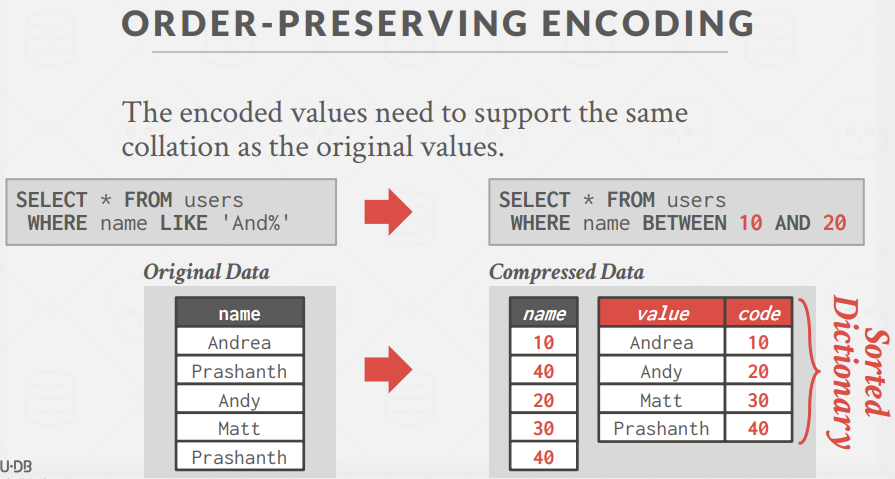 ORDER-PRESERVING ENCODING
The encoded values need to support the same
collation as the original values.
SELECT * FROM users
WHERE name LIKE 'And%'
SELECT * FROM users
WHERE name BETWEEN 10 AND 20
Original Data
name
Andrea
Prashanth
Andy
Matt
Prashanth
Compressed Data
name
10
40
20
30
40
value code
Andrea 10
Andy 20
Matt 30
Prashanth 40
Sorted
Dictionary
U·DB